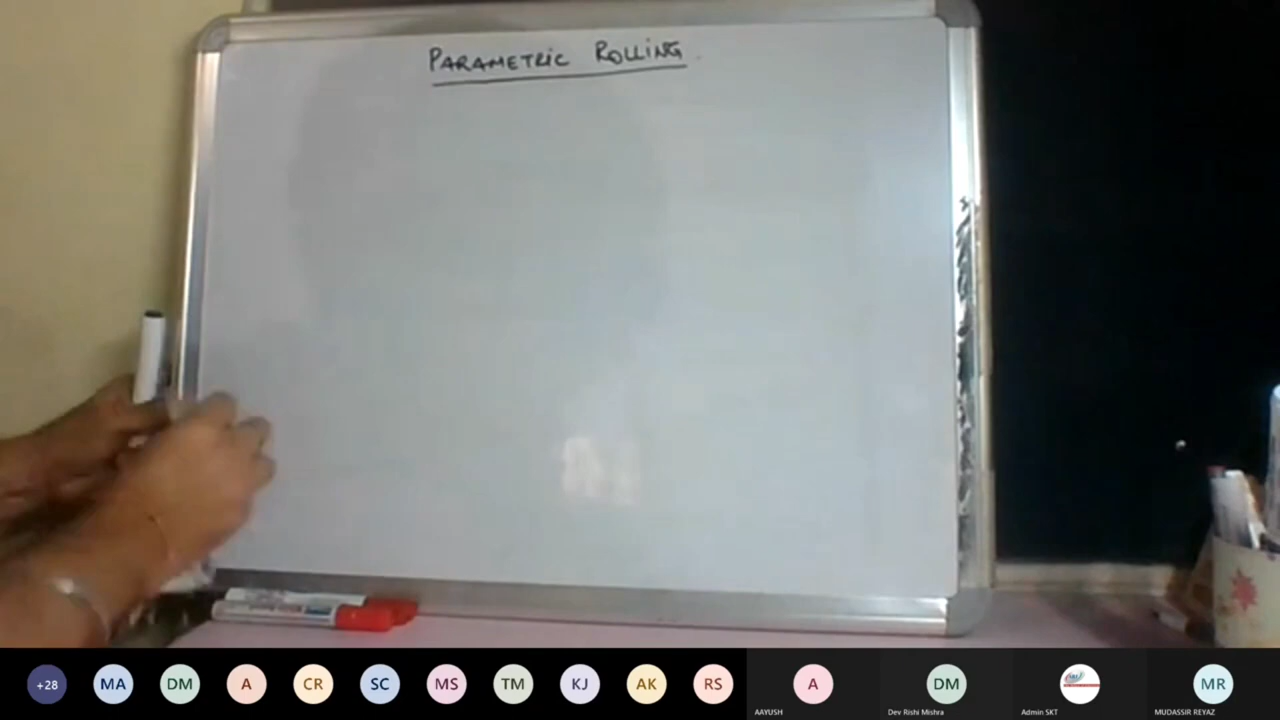 PARAMETRIC ROLLING.
+28 MA DM A CR SC MS TM KJ AK RS A DM MR
AAYUSH Dev Rishi Mishra Admin SKT MUDASSIR REYAZ